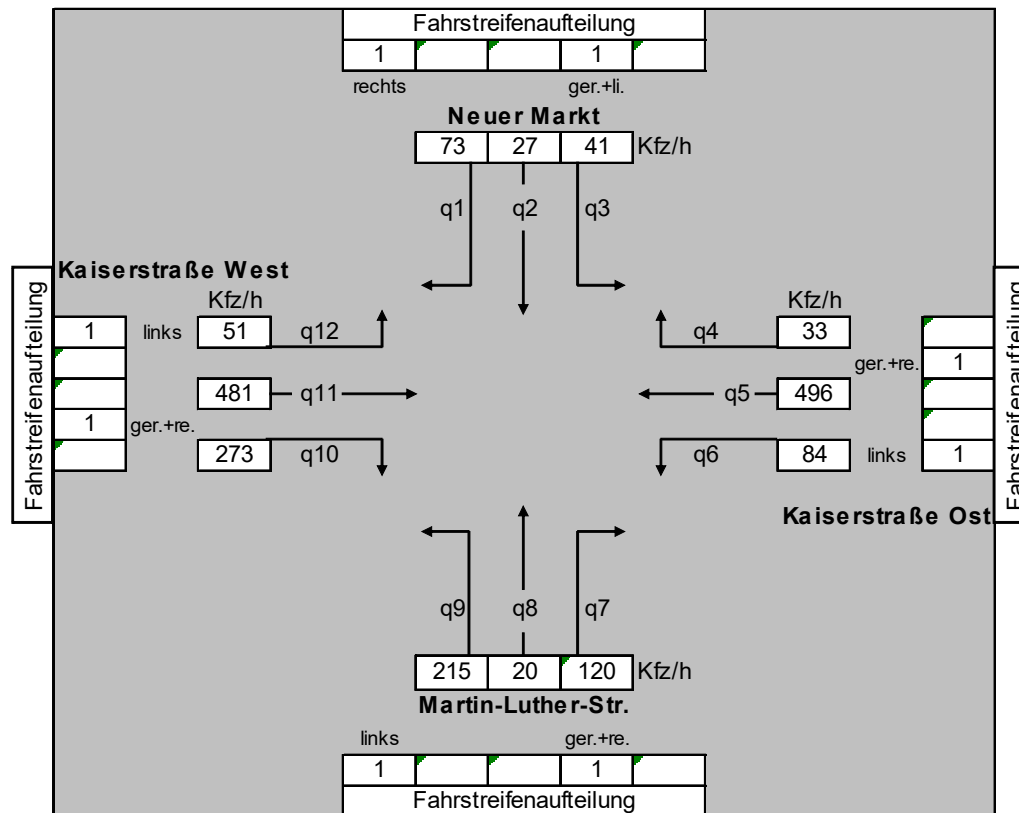 Fahrstreifenaufteilung
1 1
rechts ger.+li.
Neuer Markt
73 27 41 Kfz/h
q1 q2 q3
Kaiserstraße West
Fahrstreifenaufteilung
Kfz/h Kfz/h
1 links 51 q12 q4 33
ger.+re. 1
481 q11 q5 496
1 ger.+re.
273 q10 q6 84 links 1
Fahrstreifenaufteilung
Kaiserstraße Ost
q9 q8 q7
215 20 120 Kfz/h
Martin-Luther-Str.
links ger.+re.
1 1
Fahrstreifenaufteilung